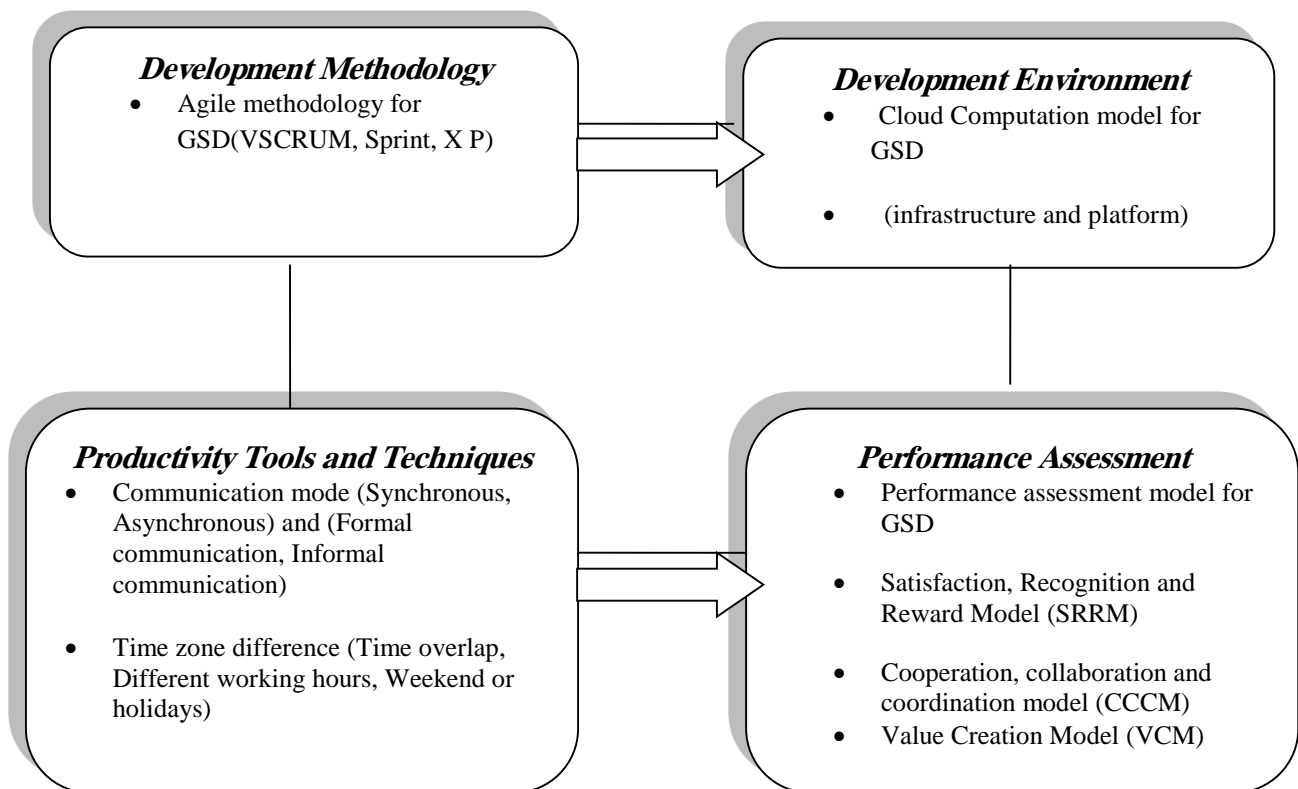 Development Methodology
• Agile methodology for
GSD(VSCRUM, Sprint, X P)
Development Environment
• Cloud Computation model for
GSD
• (infrastructure and platform)
Productivity Tools and Techniques
• Communication mode (Synchronous,
Asynchronous) and (Formal
communication, Informal
communication)
• Time zone difference (Time overlap,
Different working hours, Weekend or
holidays)
Performance Assessment
• Performance assessment model for
GSD
• Satisfaction, Recognition and
Reward Model (SRRM)
• Cooperation, collaboration and
coordination model (CCCM)
• Value Creation Model (VCM)